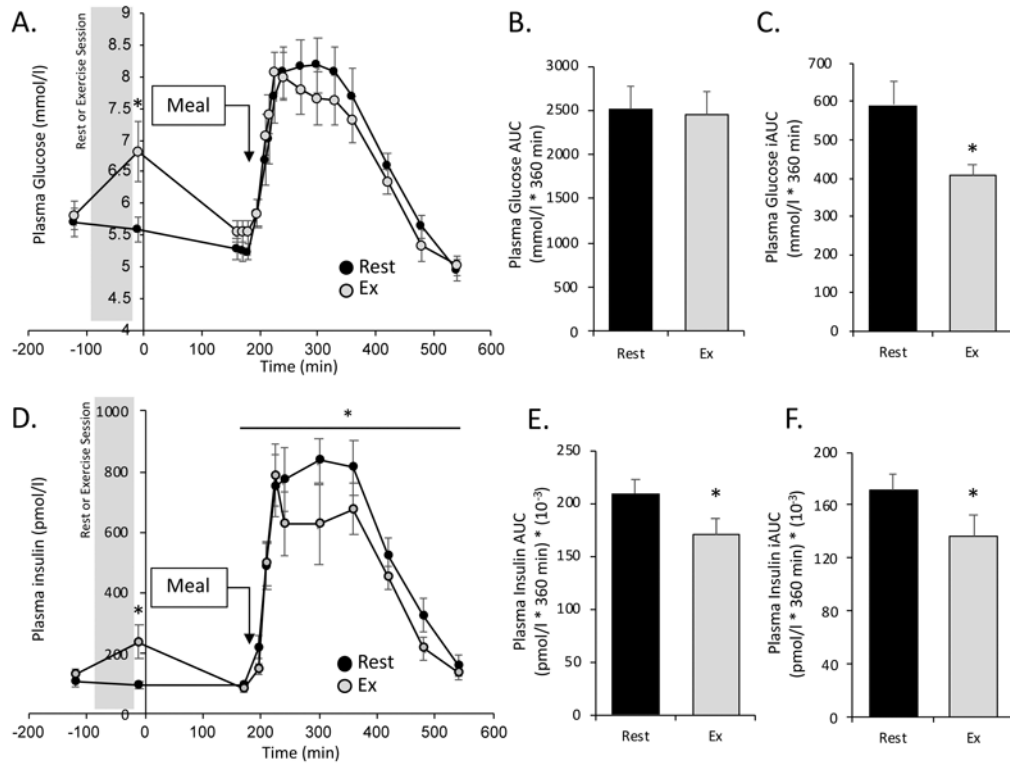 A.
Plasma Glucose (mmol/l)
Rest or Exercise Session
9
8.5
8
7.5
7
6.5
6
5.5
5
4.5
4
*
Meal
Rest
Ex
-200 -100 0 100 200 300 400 500 600
Time (min)
B.
Plasma Glucose AUC
(mmol/l * 360 min)
3000
2500
2000
1500
1000
500
0
Rest Ex
C.
Plasma Glucose iAUC
(mmol/l * 360 min)
700
600
500
400
300
200
100
0
*
Rest Ex
D.
Plasma insulin (pmol/l)
Rest or Exercise Session
1000
800
600
400
200
0
*
*
Meal
Rest
Ex
-200 -100 0 100 200 300 400 500 600
Time (min)
E.
Plasma Insulin AUC
(pmol/l * 360 min) * (10⁻³)
250
200
150
100
50
0
*
Rest Ex
F.
Plasma Insulin iAUC
(pmol/l * 360 min) * (10⁻³)
200
160
120
80
40
0
*
Rest Ex